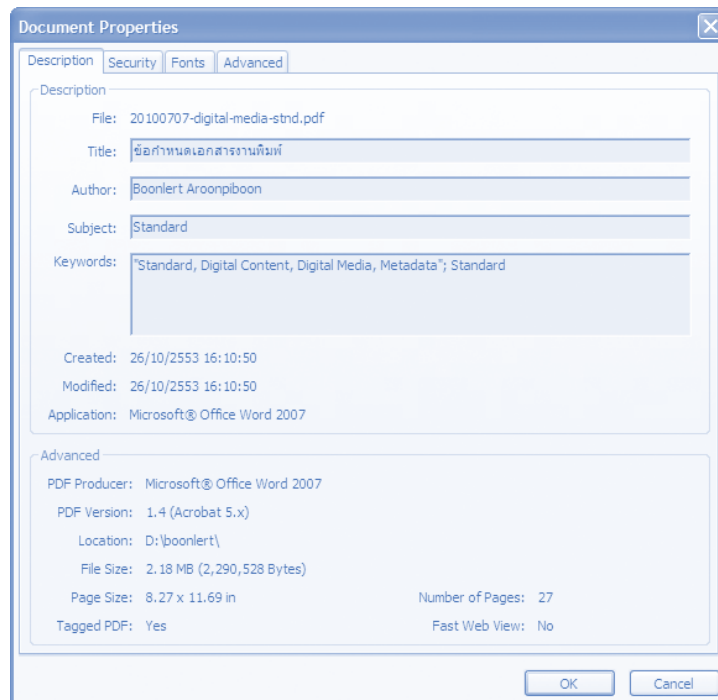 Document Properties
Description Security Fonts Advanced
Description
File: 20100707-digital-media-stnd.pdf
Title: ข้อกำหนดเอกสารงานพิมพ์
Author: Boonlert Aroonpiboon
Subject: Standard
Keywords: "Standard, Digital Content, Digital Media, Metadata"; Standard
Created: 26/10/2553 16:10:50
Modified: 26/10/2553 16:10:50
Application: Microsoft® Office Word 2007
Advanced
PDF Producer: Microsoft® Office Word 2007
PDF Version: 1.4 (Acrobat 5.x)
Location: D:\boonlert\
File Size: 2.18 MB (2,290,528 Bytes)
Page Size: 8.27 x 11.69 in Number of Pages: 27
Tagged PDF: Yes Fast Web View: No
OK Cancel